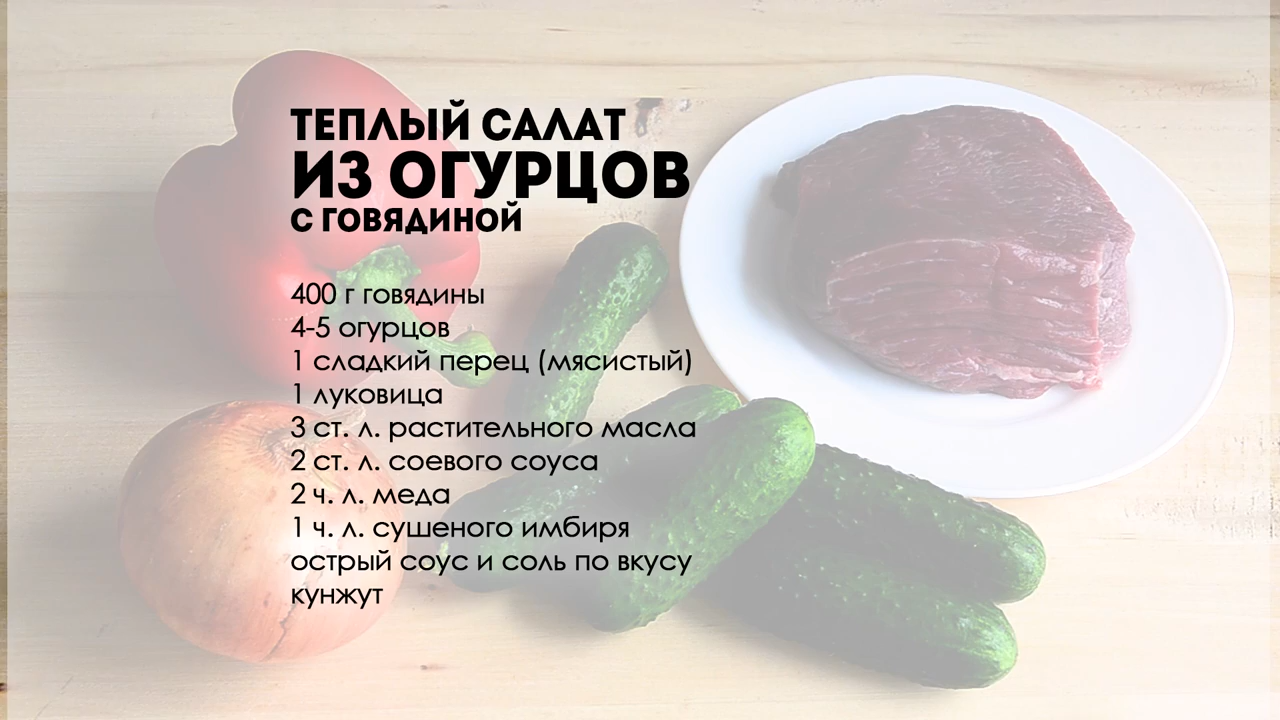 ТЕПЛЫЙ САЛАТ
ИЗ ОГУРЦОВ
С ГОВЯДИНОЙ
400 г говядины
4-5 огурцов
1 сладкий перец (мясистый)
1 луковица
3 ст. л. растительного масла
2 ст. л. соевого соуса
2 ч. л. меда
1 ч. л. сушеного имбиря
острый соус и соль по вкусу
кунжут